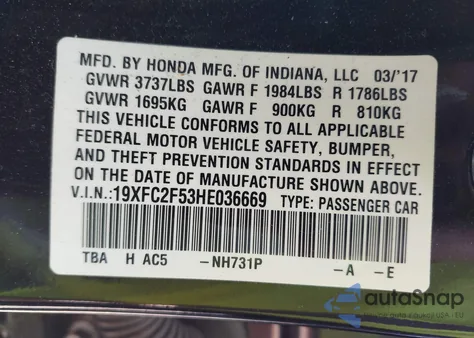 MFD. BY HONDA MFG. OF INDIANA, LLC 03/'17
GVWR 3737LBS GAWR F 1984LBS R 1786LBS
GVWR 1695KG GAWR F 900KG R 810KG
THIS VEHICLE CONFORMS TO ALL APPLICABLE
FEDERAL MOTOR VEHICLE SAFETY, BUMPER,
AND THEFT PREVENTION STANDARDS IN EFFECT
ON THE DATE OF MANUFACTURE SHOWN ABOVE.
V.I.N.: 19XFC2F53HE036669 TYPE: PASSENGER CAR
TBA H AC5 -NH731P -A -E
autoSnap